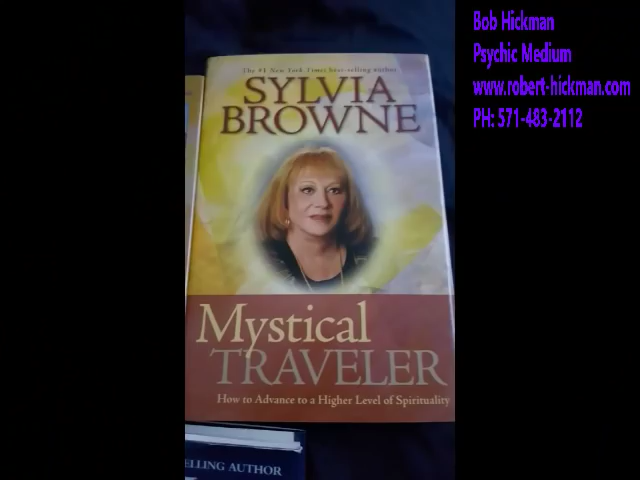 Bob Hickman
Psychic Medium
www.robert-hickman.com
PH: 571-483-2112
The #1 New York Times best-selling author
SYLVIA
BROWNE
Mystical
TRAVELER
How to Advance to a Higher Level of Spirituality
ELLING AUTHOR